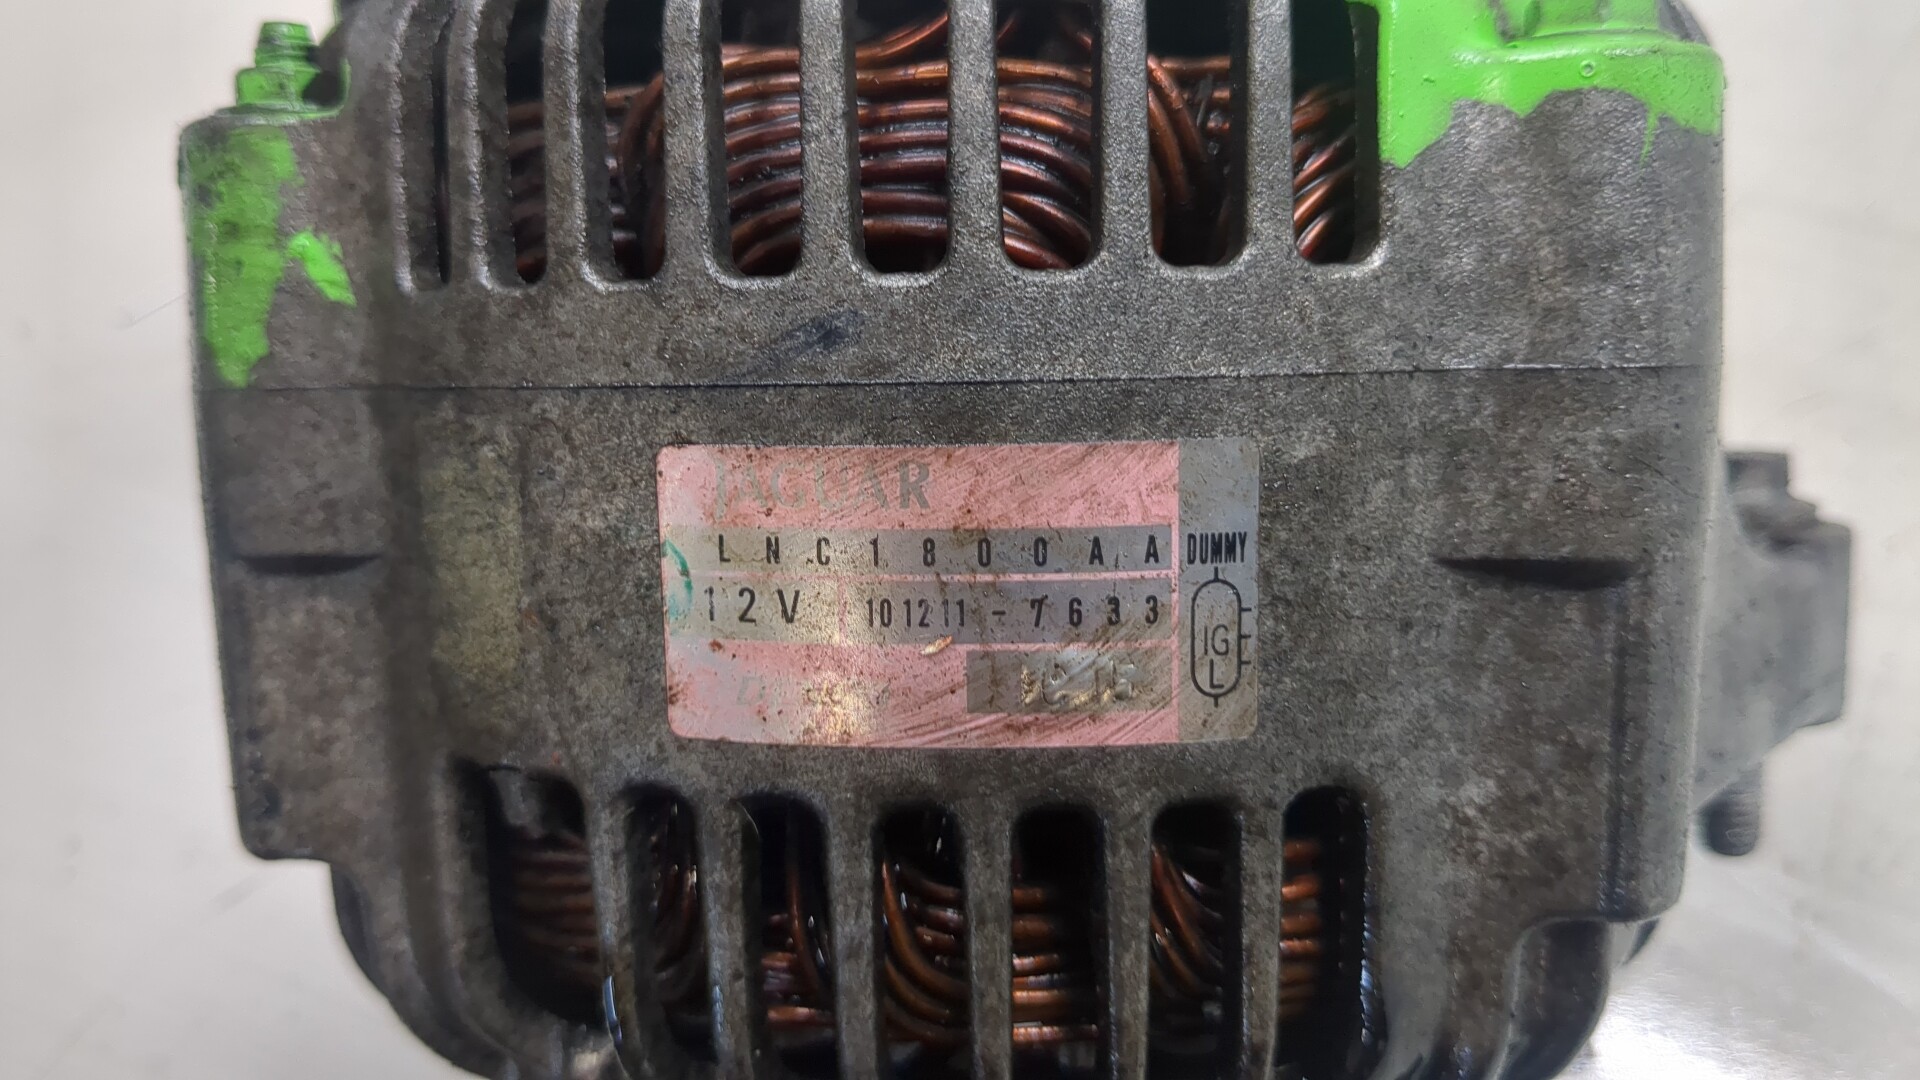 JAGUAR
LNC1800AA DUMMY
12V 101211-7633
IG
L